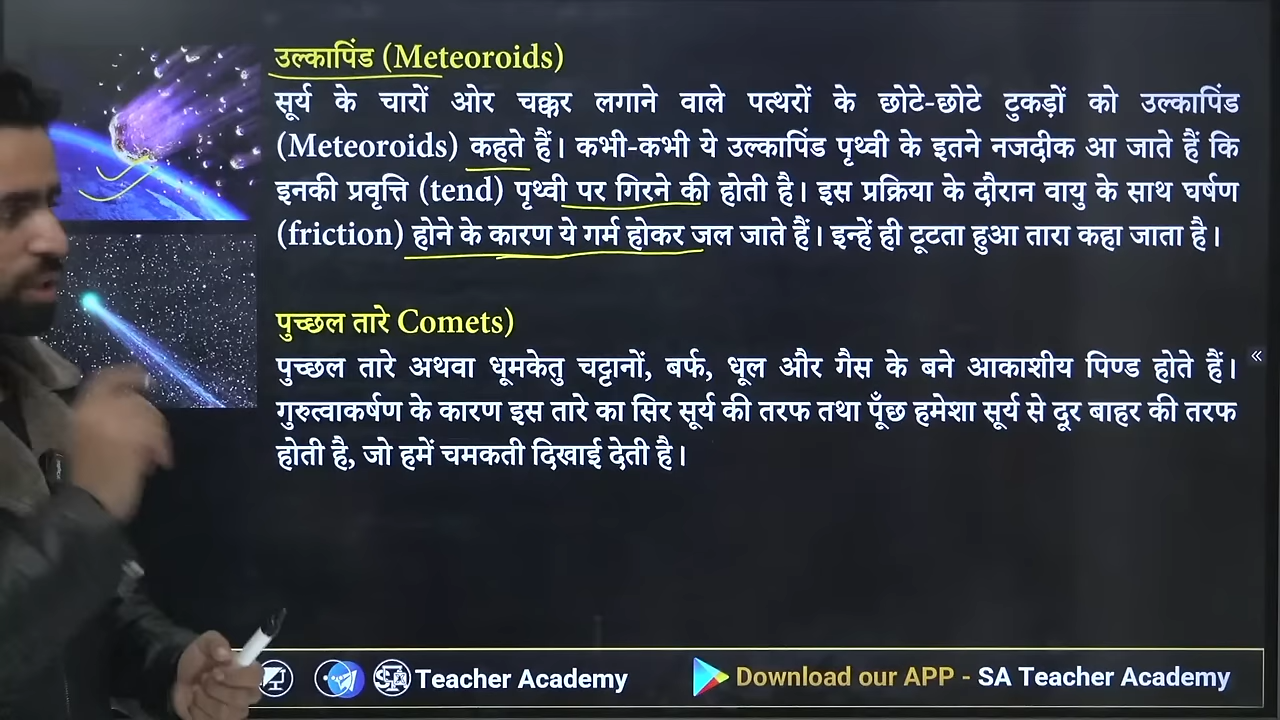 उल्कापिंड (Meteoroids)
सूर्य के चारों ओर चक्कर लगाने वाले पत्थरों के छोटे-छोटे टुकड़ों को उल्कापिंड
(Meteoroids) कहते हैं। कभी-कभी ये उल्कापिंड पृथ्वी के इतने नजदीक आ जाते हैं कि
इनकी प्रवृत्ति (tend) पृथ्वी पर गिरने की होती है। इस प्रक्रिया के दौरान वायु के साथ घर्षण
(friction) होने के कारण ये गर्म होकर जल जाते हैं। इन्हें ही टूटता हुआ तारा कहा जाता है।
पुच्छल तारे Comets)
पुच्छल तारे अथवा धूमकेतु चट्टानों, बर्फ, धूल और गैस के बने आकाशीय पिण्ड होते हैं।
गुरुत्वाकर्षण के कारण इस तारे का सिर सूर्य की तरफ तथा पूँछ हमेशा सूर्य से दूर बाहर की तरफ
होती है, जो हमें चमकती दिखाई देती है।
«
Teacher Academy
Download our APP - SA Teacher Academy